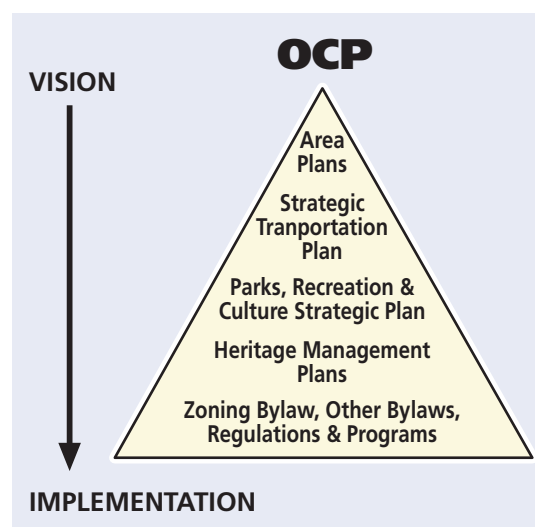 OCP
VISION
Area
Plans
Strategic
Tranportation
Plan
Parks, Recreation &
Culture Strategic Plan
Heritage Management
Plans
Zoning Bylaw, Other Bylaws,
Regulations & Programs
IMPLEMENTATION